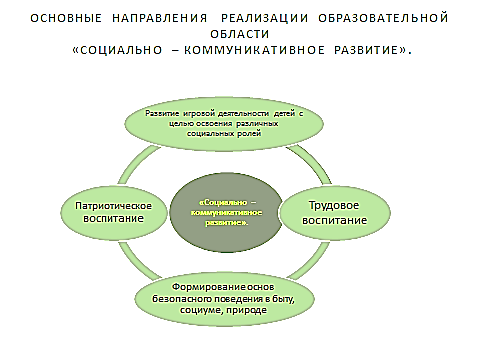 ОСНОВНЫЕ НАПРАВЛЕНИЯ РЕАЛИЗАЦИИ ОБРАЗОВАТЕЛЬНОЙ
ОБЛАСТИ
«СОЦИАЛЬНО – КОММУНИКАТИВНОЕ РАЗВИТИЕ».
Развитие игровой деятельности детей с
целью освоения различных
социальных ролей
Патриотическое
воспитание
«Социально –
коммуникативное
развитие».
Трудовое
воспитание
Формирование основ
безопасного поведения в быту,
социуме, природе